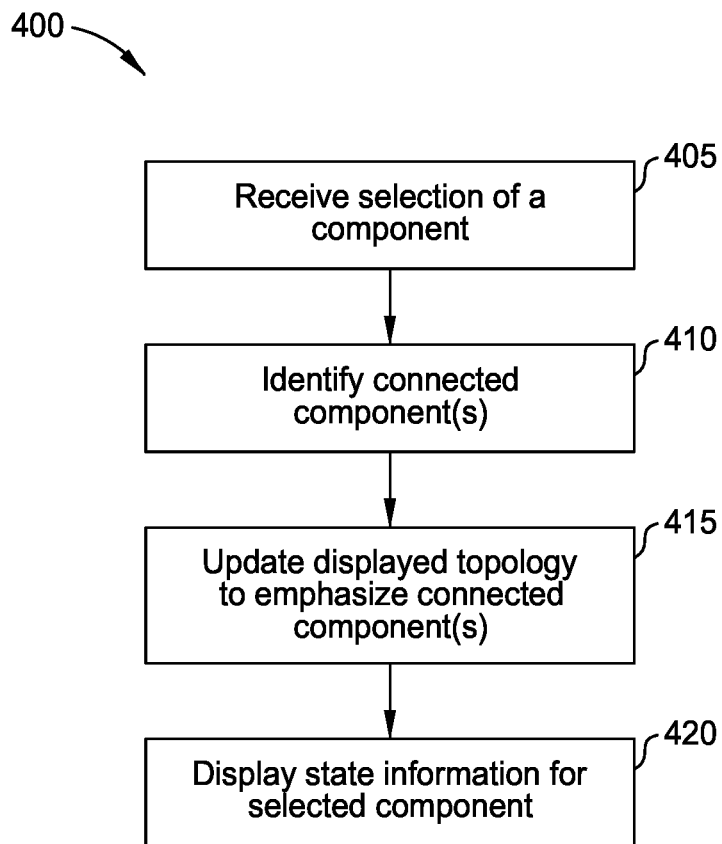 400
405
Receive selection of a
component
410
Identify connected
component(s)
415
Update displayed topology
to emphasize connected
component(s)
420
Display state information for
selected component